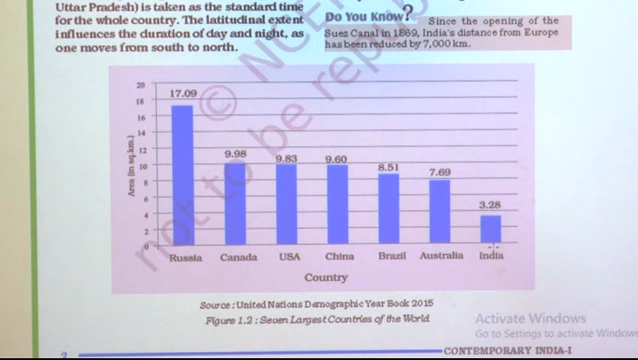 Uttar Pradesh) is taken as the standard time
for the whole country. The latitudinal extent
influences the duration of day and night, as
one moves from south to north.
Do You Know? Since the opening of the
Suez Canal in 1869, India's distance from Europe
has been reduced by 7,000 km.
Area (in sq.km.)
20
18
16
14
12
10
8
6
4
2
0
17.09
9.98
9.83
9.60
8.51
7.69
3.28
Russia Canada USA China Brazil Australia India
Country
Source : United Nations Demographic Year Book 2015
Figure 1.2 : Seven Largest Countries of the World
Activate Windows
Go to Settings to activate Windows
2
CONTEMPORARY INDIA-I
©
not to be